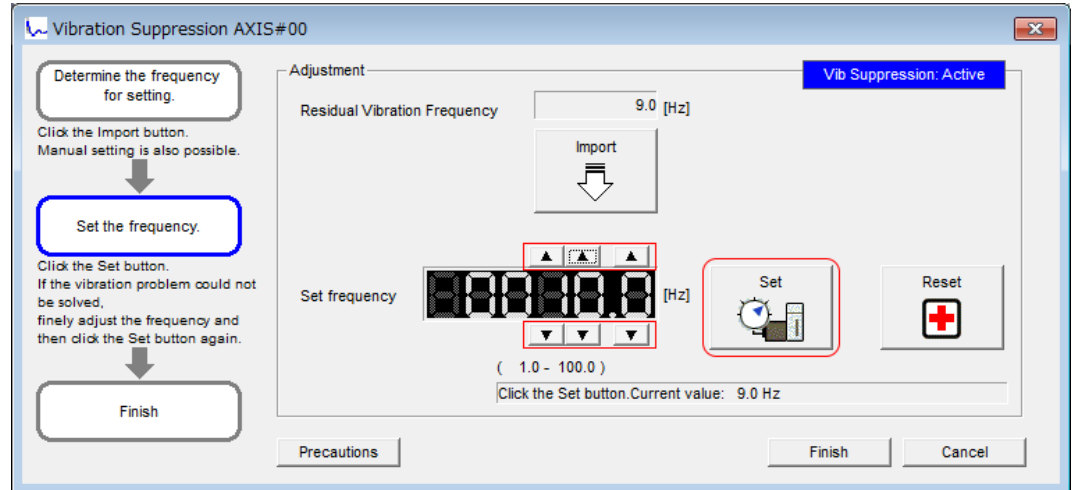 Vibration Suppression AXIS#00
Determine the frequency
for setting.
Click the Import button.
Manual setting is also possible.
Set the frequency.
Click the Set button.
If the vibration problem could not
be solved,
finely adjust the frequency and
then click the Set button again.
Finish
Adjustment
Vib Suppression: Active
Residual Vibration Frequency
9.0 [Hz]
Import
Set frequency
[Hz]
Set
Reset
( 1.0 - 100.0 )
Click the Set button.Current value: 9.0 Hz
Precautions
Finish
Cancel